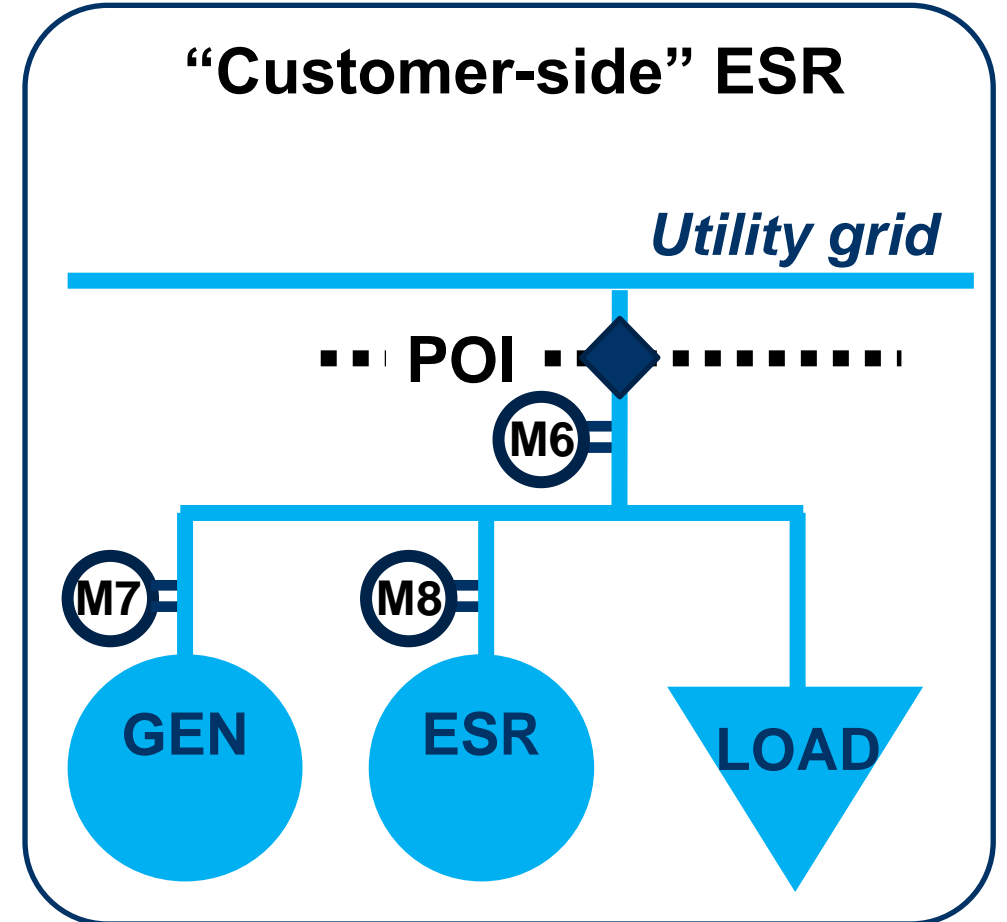 “Customer-side” ESR
Utility grid
POI
M6
M7
M8
GEN
ESR
LOAD